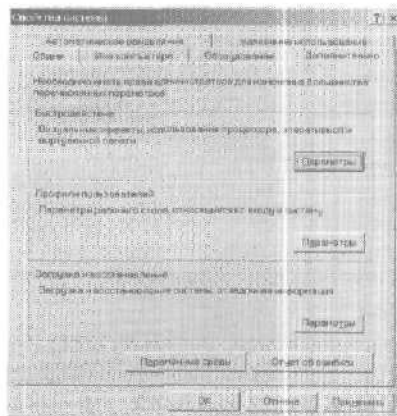 Свойства системы
Автоматическое обновление
Удаленное использование
Общие
Имя компьютера
Оборудование
Дополнительно
Необходимо иметь права администратора для изменения большинства
перечисленных параметров
Быстродействие
Визуальные эффекты, использование процессора, оперативной и
виртуальной памяти
Параметры
Профили пользователей
Параметры рабочего стола, относящиеся ко входу в систему
Параметры
Загрузка и восстановление
Загрузка и восстановление системы, отладочная информация
Параметры
Переменные среды
Отчет об ошибках
ОК
Отмена
Применить